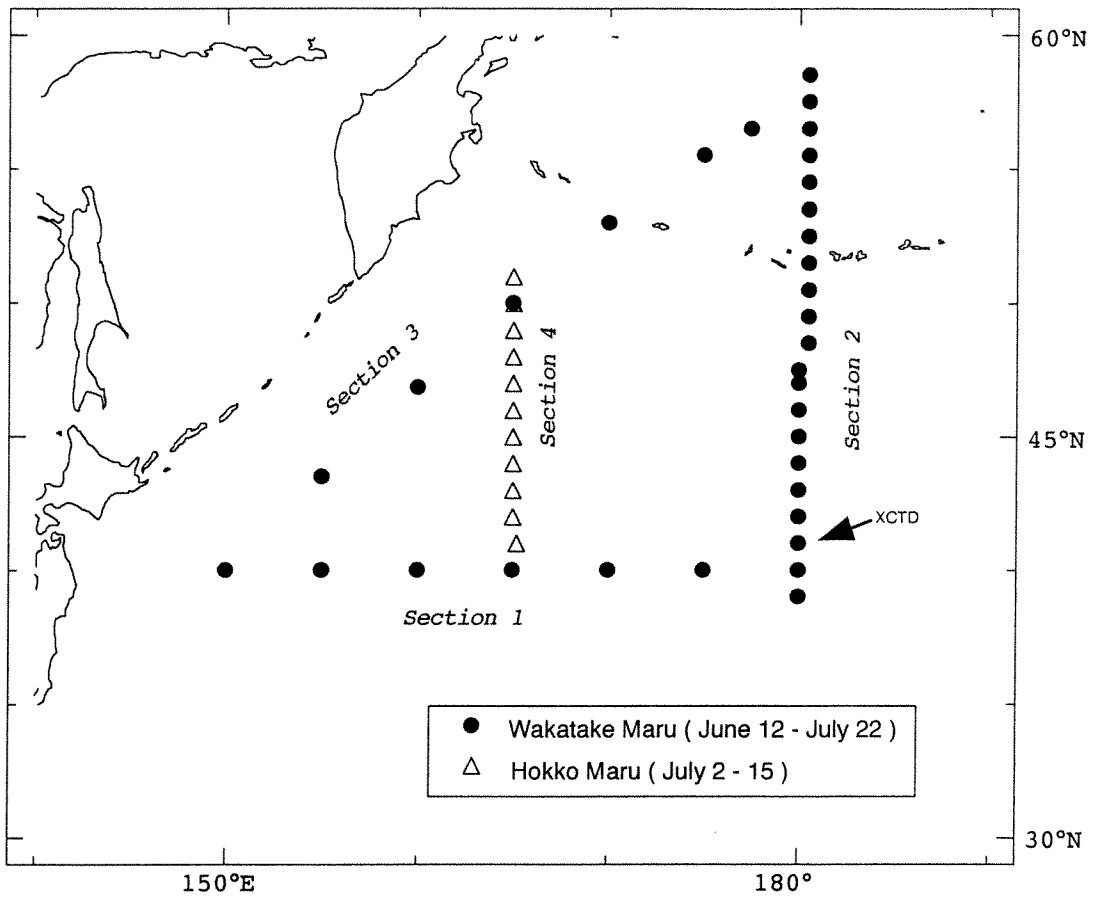 60°N
Section 3
Section 4
Section 2
45°N
XCTD
Section 1
Wakatake Maru ( June 12 - July 22 )
Hokko Maru ( July 2 - 15 )
30°N
150°E
180°